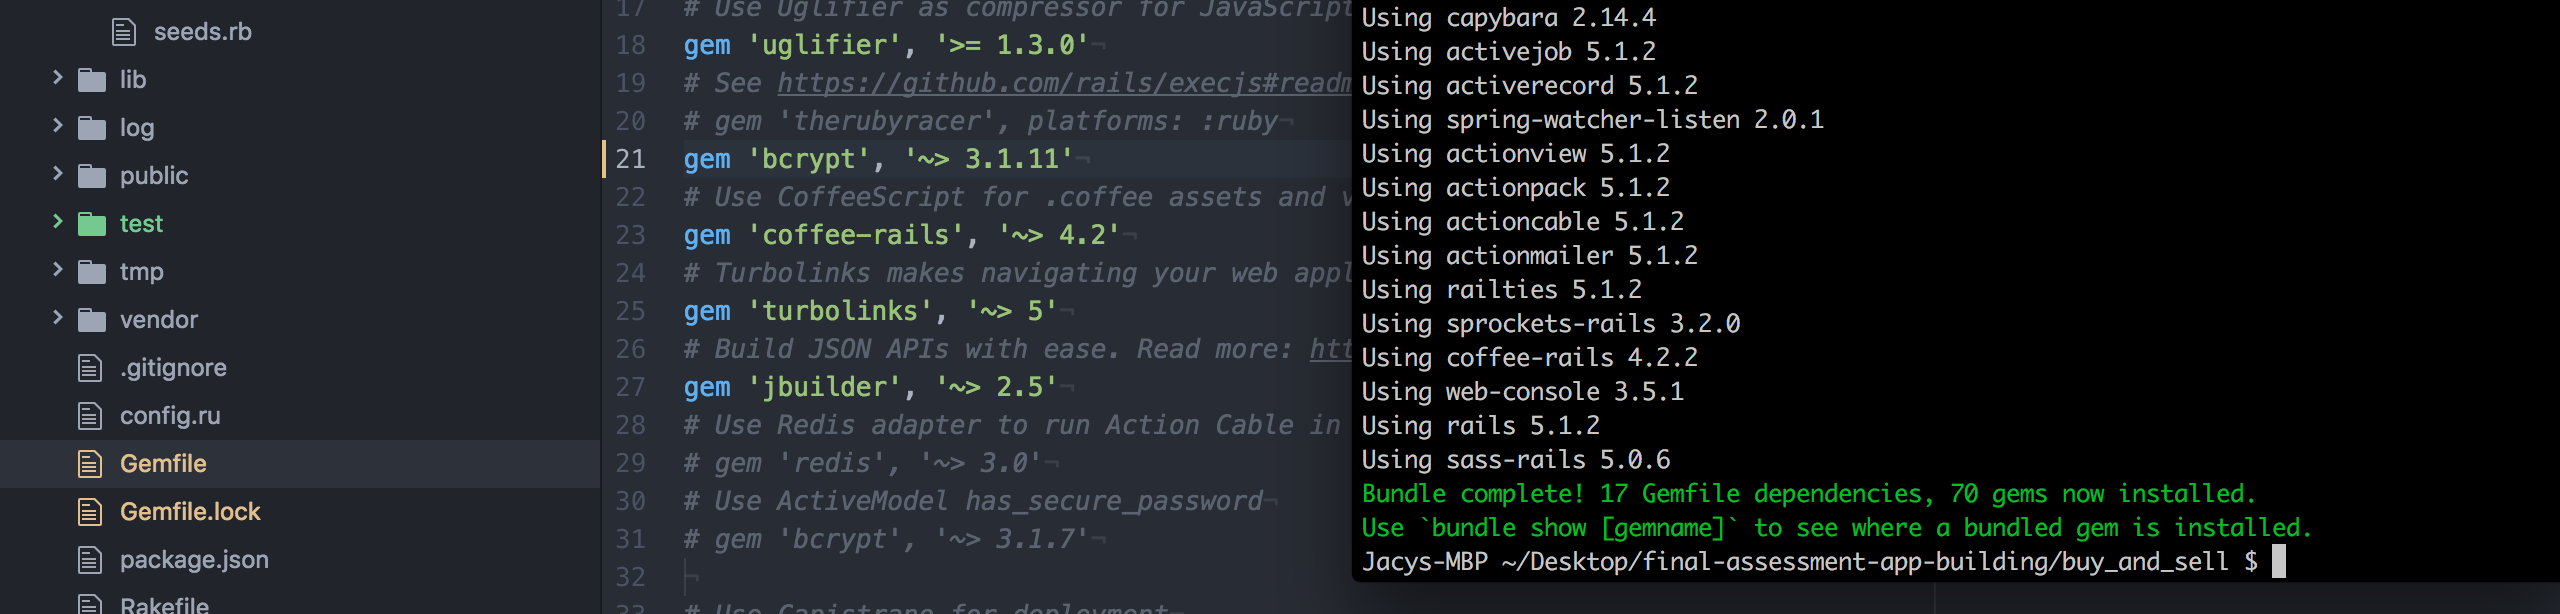 seeds.rb
lib
log
public
test
tmp
vendor
.gitignore
config.ru
Gemfile
Gemfile.lock
package.json
Rakefile
17 # Use Uglifier as compressor for JavaScript
18 gem 'uglifier', '>= 1.3.0'¬
19 # See https://github.com/rails/execjs#readm
20 # gem 'therubyracer', platforms: :ruby¬
21 gem 'bcrypt', '~> 3.1.11'¬
22 # Use CoffeeScript for .coffee assets and v
23 gem 'coffee-rails', '~> 4.2'¬
24 # Turbolinks makes navigating your web appl
25 gem 'turbolinks', '~> 5'¬
26 # Build JSON APIs with ease. Read more: htt
27 gem 'jbuilder', '~> 2.5'¬
28 # Use Redis adapter to run Action Cable in
29 # gem 'redis', '~> 3.0'¬
30 # Use ActiveModel has_secure_password¬
31 # gem 'bcrypt', '~> 3.1.7'¬
32 ¬
33 # Use Capistrano for deployment¬
Using capybara 2.14.4
Using activejob 5.1.2
Using activerecord 5.1.2
Using spring-watcher-listen 2.0.1
Using actionview 5.1.2
Using actionpack 5.1.2
Using actioncable 5.1.2
Using actionmailer 5.1.2
Using railties 5.1.2
Using sprockets-rails 3.2.0
Using coffee-rails 4.2.2
Using web-console 3.5.1
Using rails 5.1.2
Using sass-rails 5.0.6
Bundle complete! 17 Gemfile dependencies, 70 gems now installed.
Use `bundle show [gemname]` to see where a bundled gem is installed.
Jacys-MBP ~/Desktop/final-assessment-app-building/buy_and_sell $